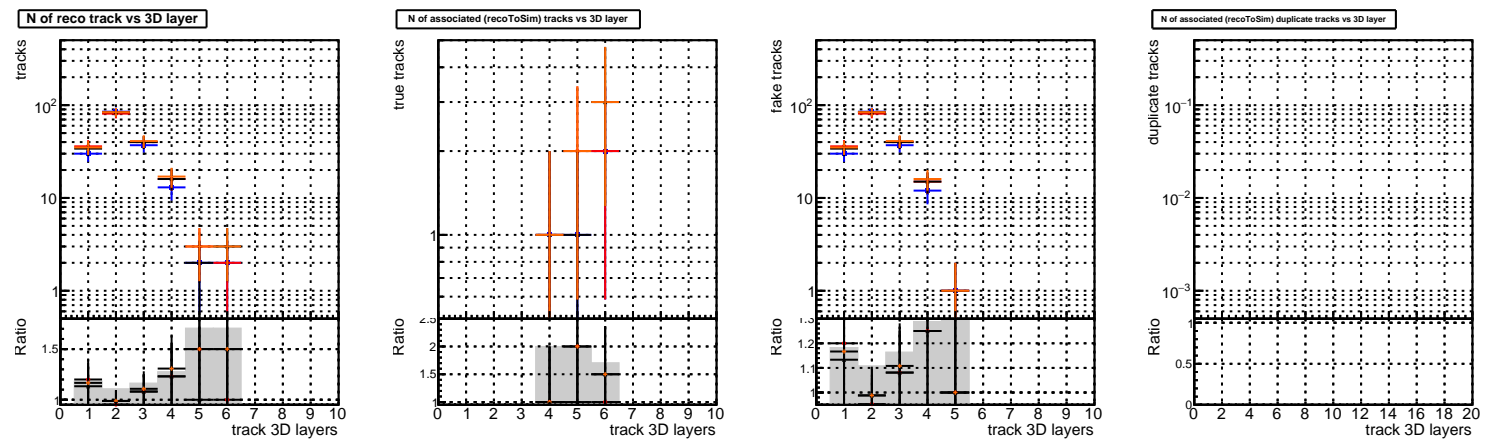 N of reco track vs 3D layer
tracks
10²
10
1
Ratio
1.5
1
0 1 2 3 4 5 6 7 8 9 10
track 3D layers
N of associated (recoToSim) tracks vs 3D layer
true tracks
1
Ratio
2.5
2
1.5
1
0 1 2 3 4 5 6 7 8 9 10
track 3D layers
fake tracks
10²
10
1
Ratio
1.3
1.2
1.1
1
0 1 2 3 4 5 6 7 8 9 10
track 3D layers
N of associated (recoToSim) duplicate tracks vs 3D layer
duplicate tracks
10⁻¹
10⁻²
10⁻³
Ratio
1
0.5
0
0 2 4 6 8 10 12 14 16 18 20
track 3D layers